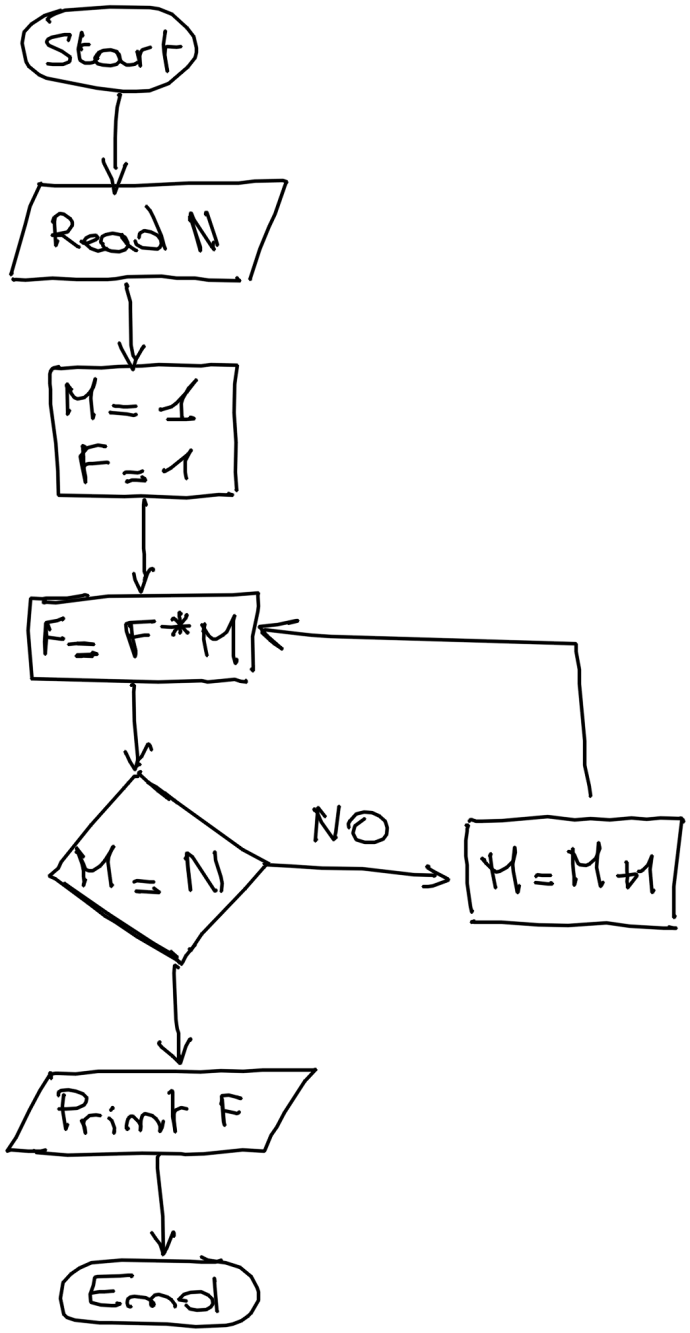 Start
Read N
M = 1
F = 1
F = F * M
M = N
NO
M = M + 1
Print F
End